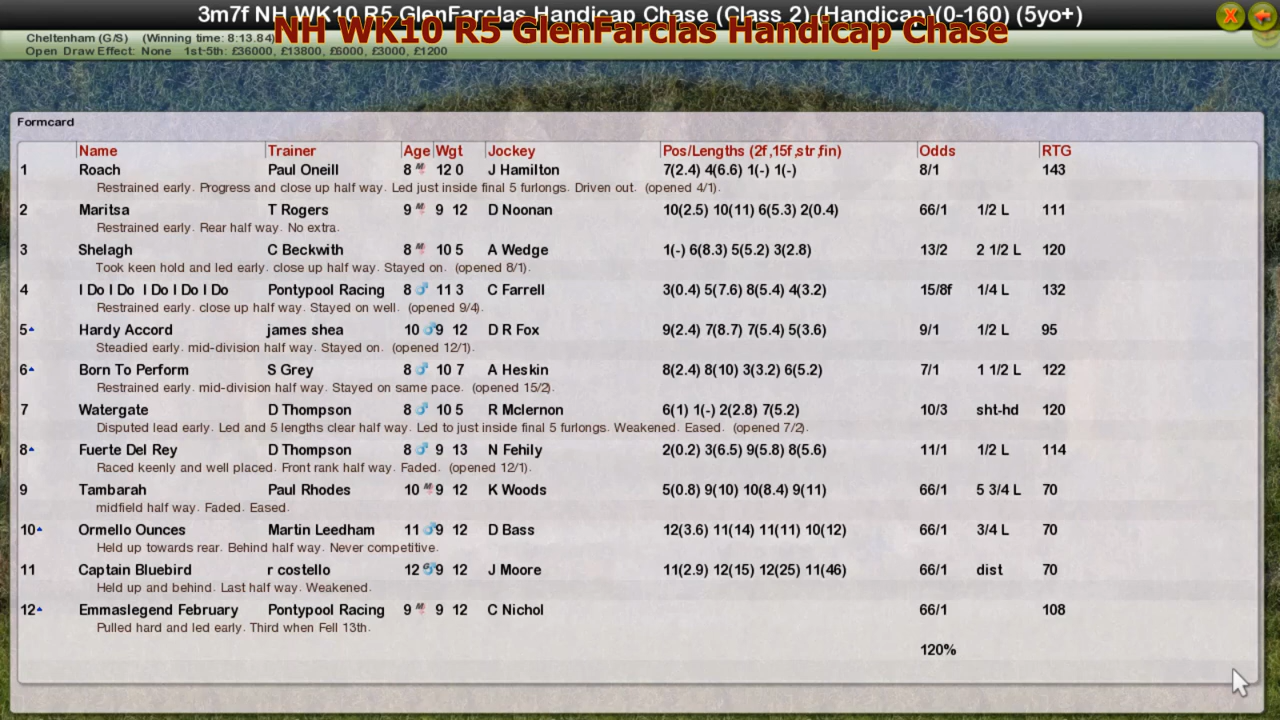 3m7f NH WK10 R5 GlenFarclas Handicap Chase (Class 2) (Handicap)(0-160) (5yo+)
NH WK10 R5 GlenFarclas Handicap Chase
Cheltenham (G/S) (Winning time: 8:13.84)
Open Draw Effect: None 1st-5th: £36000, £13800, £6000, £3000, £1200
Formcard
Name Trainer Age Wgt Jockey Pos/Lengths (2f,15f,str,fin) Odds RTG
1 Roach Paul Oneill 8 12 0 J Hamilton 7(2.4) 4(6.6) 1(-) 1(-) 8/1 143
Restrained early. Progress and close up half way. Led just inside final 5 furlongs. Driven out. (opened 4/1).
2 Maritsa T Rogers 9 9 12 D Noonan 10(2.5) 10(11) 6(5.3) 2(0.4) 66/1 1/2 L 111
Restrained early. Rear half way. No extra.
3 Shelagh C Beckwith 8 10 5 A Wedge 1(-) 6(8.3) 5(5.2) 3(2.8) 13/2 2 1/2 L 120
Took keen hold and led early. close up half way. Stayed on. (opened 8/1).
4 I Do I Do I Do I Do I Do Pontypool Racing 8 11 3 C Farrell 3(0.4) 5(7.6) 8(5.4) 4(3.2) 15/8f 1/4 L 132
Restrained early. close up half way. Stayed on well. (opened 9/4).
5 Hardy Accord james shea 10 9 12 D R Fox 9(2.4) 7(8.7) 7(5.4) 5(3.6) 9/1 1/2 L 95
Steadied early. mid-division half way. Stayed on. (opened 12/1).
6 Born To Perform S Grey 8 10 7 A Heskin 8(2.4) 8(10) 3(3.2) 6(5.2) 7/1 1 1/2 L 122
Restrained early. mid-division half way. Stayed on same pace. (opened 15/2).
7 Watergate D Thompson 8 10 5 R Mclernon 6(1) 1(-) 2(2.8) 7(5.2) 10/3 sht-hd 120
Disputed lead early. Led and 5 lengths clear half way. Led to just inside final 5 furlongs. Weakened. Eased. (opened 7/2).
8 Fuerte Del Rey D Thompson 8 9 13 N Fehily 2(0.2) 3(6.5) 9(5.8) 8(5.6) 11/1 1/2 L 114
Raced keenly and well placed. Front rank half way. Faded. (opened 12/1).
9 Tambarah Paul Rhodes 10 9 12 K Woods 5(0.8) 9(10) 10(8.4) 9(11) 66/1 5 3/4 L 70
midfield half way. Faded. Eased.
10 Ormello Ounces Martin Leedham 11 9 12 D Bass 12(3.6) 11(14) 11(11) 10(12) 66/1 3/4 L 70
Held up towards rear. Behind half way. Never competitive.
11 Captain Bluebird r costello 12 9 12 J Moore 11(2.9) 12(15) 12(25) 11(46) 66/1 dist 70
Held up and behind. Last half way. Weakened.
12 Emmaslegend February Pontypool Racing 9 9 12 C Nichol 66/1 108
Pulled hard and led early. Third when Fell 13th.
120%